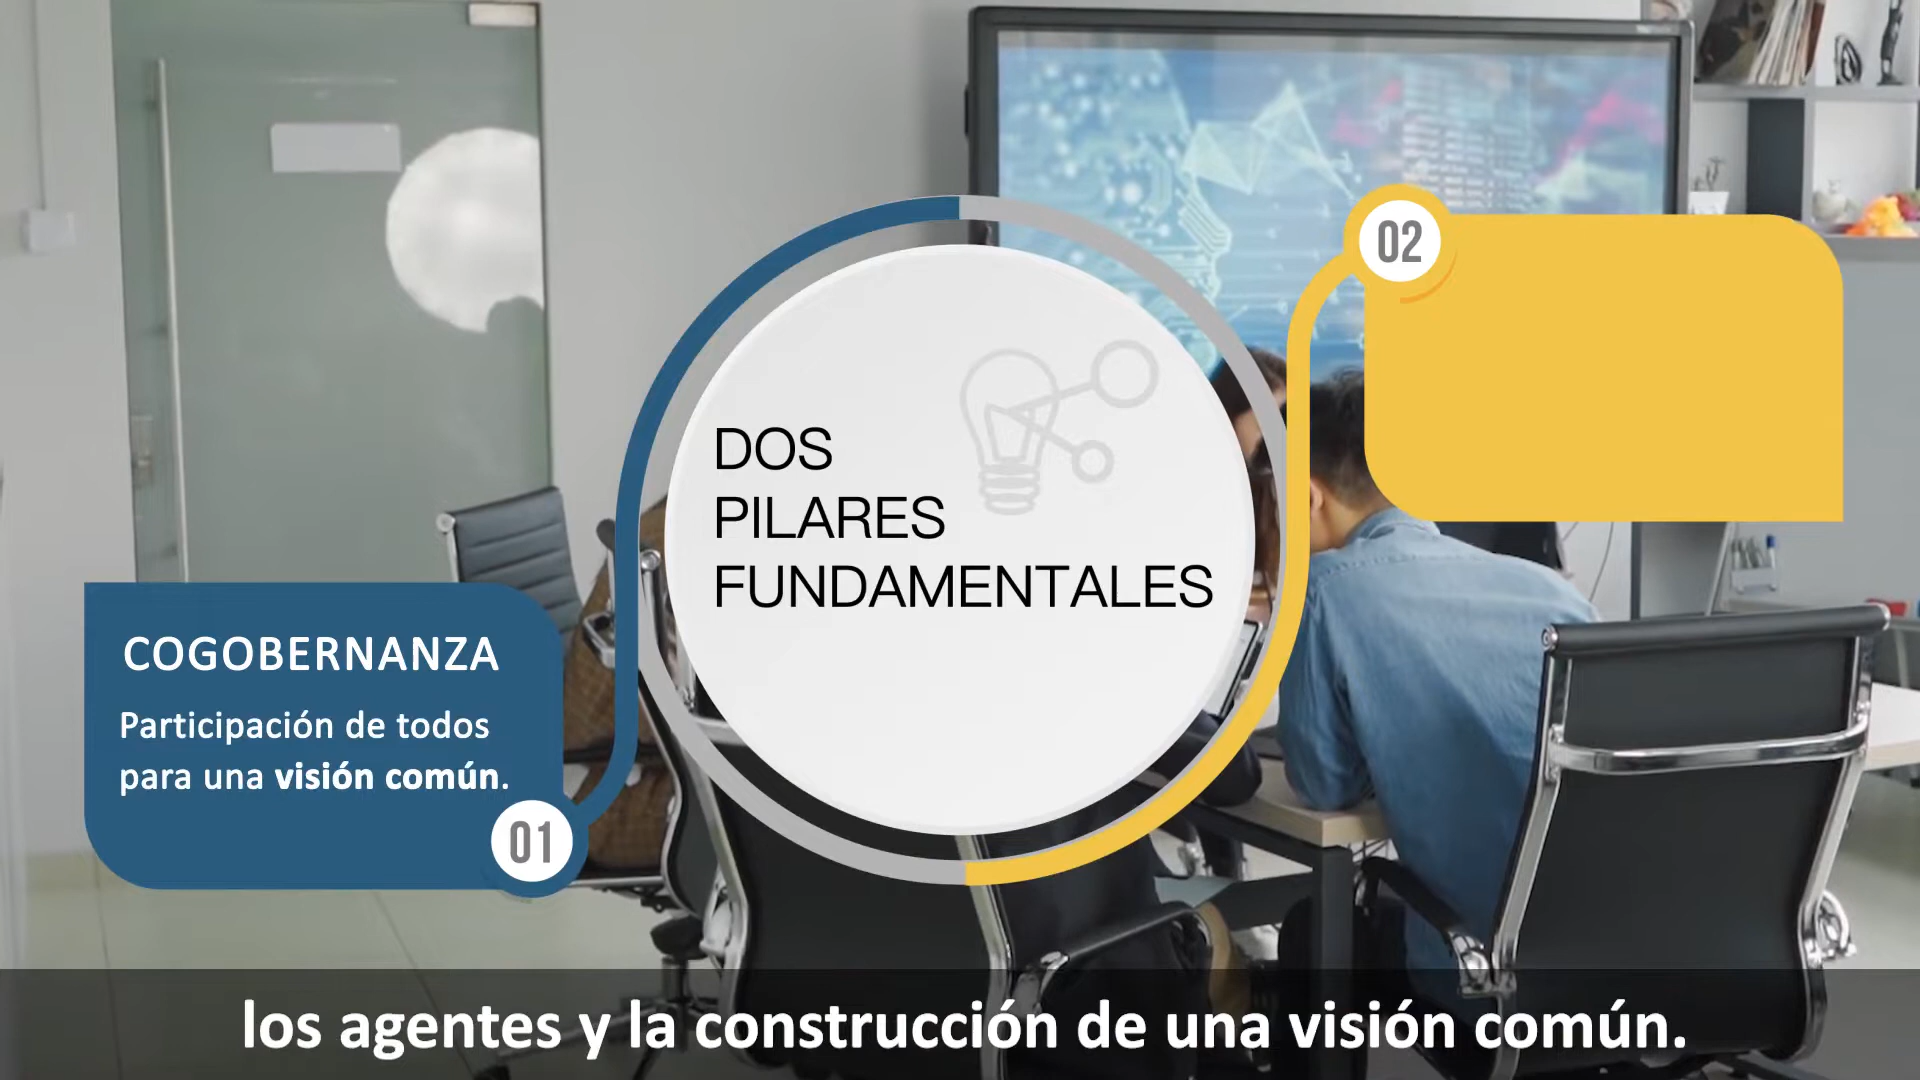 DOS
PILARES
FUNDAMENTALES
COGOBERNANZA
Participación de todos
para una visión común.
01
02
los agentes y la construcción de una visión común.